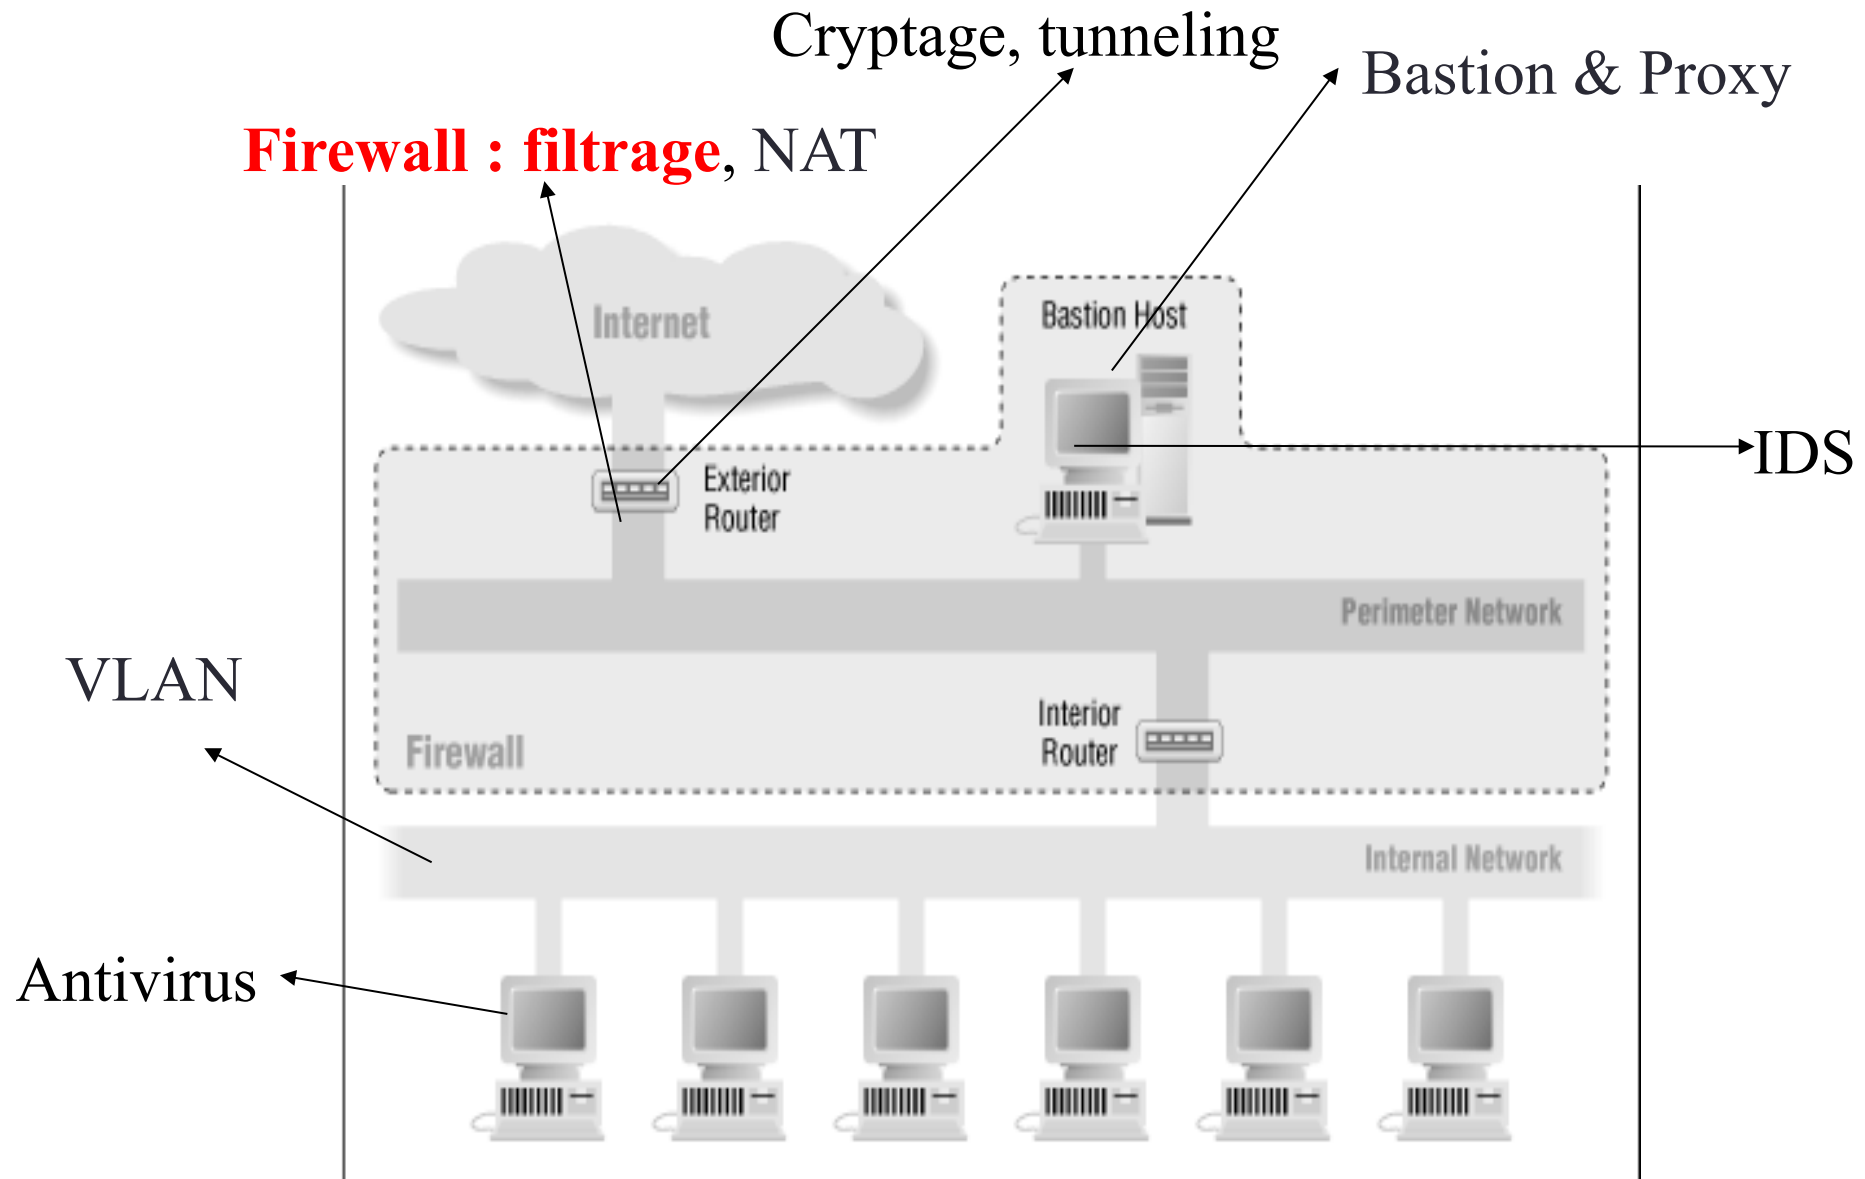 Cryptage, tunneling
Bastion & Proxy
Firewall : filtrage, NAT
Internet
Bastion Host
IDS
Exterior
Router
Perimeter Network
VLAN
Interior
Router
Firewall
Internal Network
Antivirus